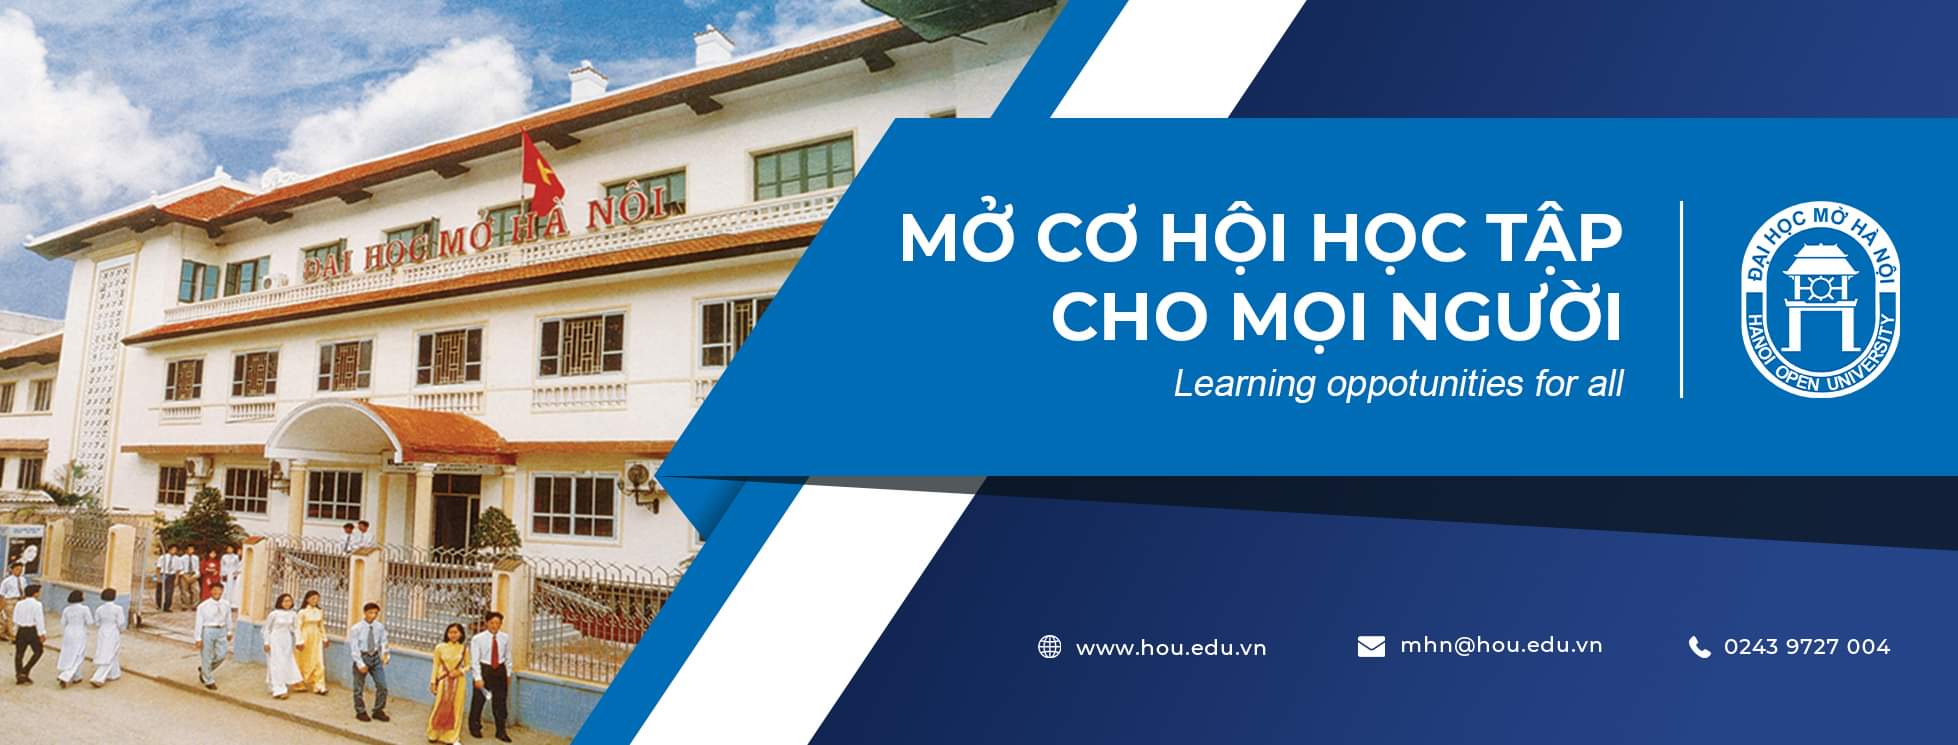 ĐẠI HỌC MỞ HÀ NỘI
MỞ CƠ HỘI HỌC TẬP
CHO MỌI NGƯỜI
Learning oppotunities for all
ĐẠI HỌC MỞ HÀ NỘI
HANOI OPEN UNIVERSITY
www.hou.edu.vn
mhn@hou.edu.vn
0243 9727 004